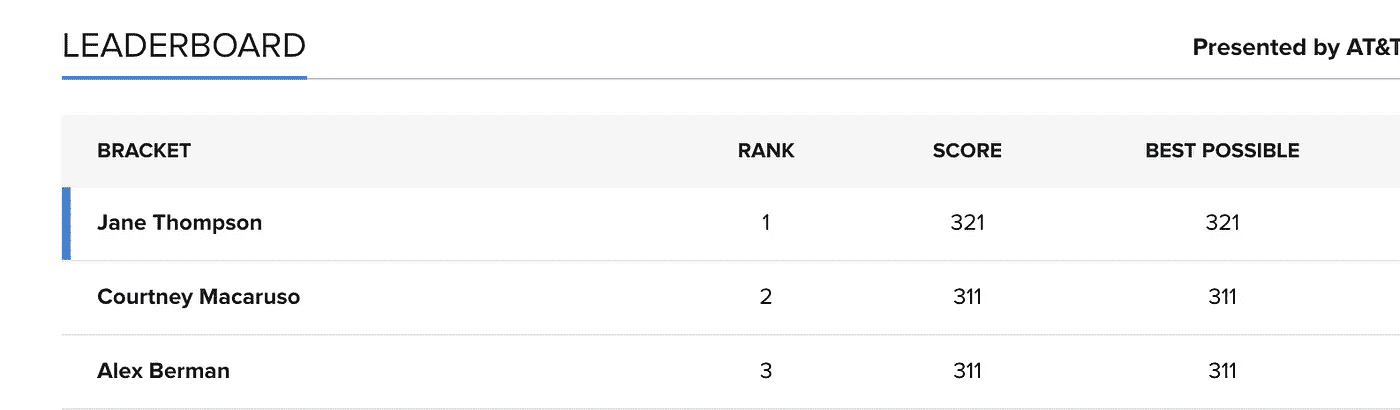 LEADERBOARD Presented by AT&T
BRACKET RANK SCORE BEST POSSIBLE
Jane Thompson 1 321 321
Courtney Macaruso 2 311 311
Alex Berman 3 311 311